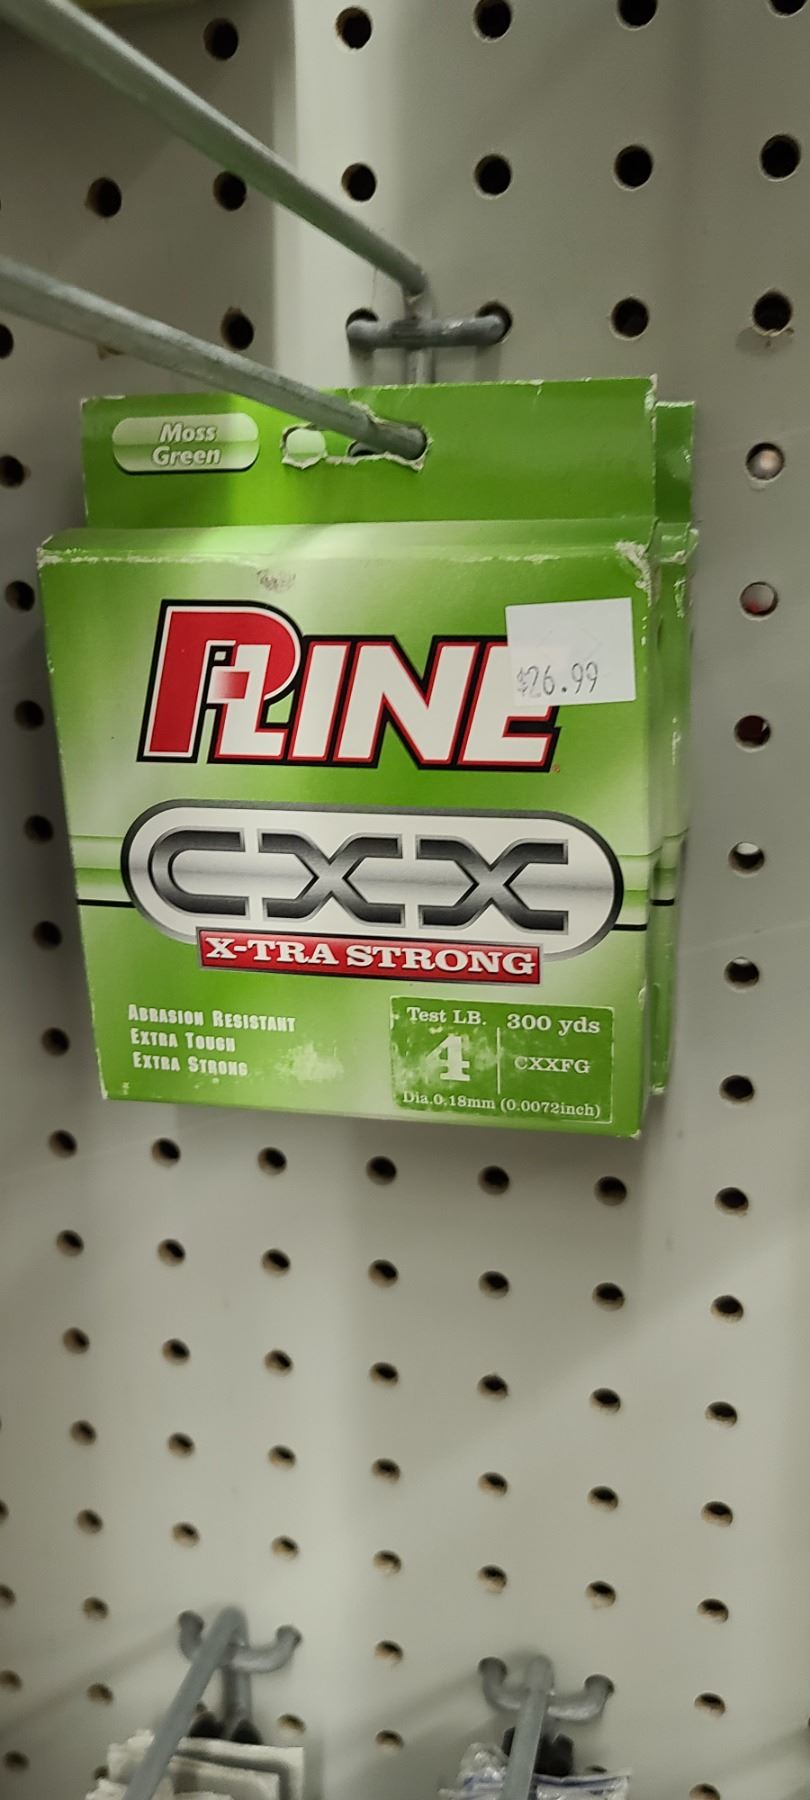 Moss
Green
P-LINE
$26.99
CXX
X-TRA STRONG
ABRASION RESISTANT
EXTRA TOUGH
EXTRA STRONG
Test LB. 300 yds
4 CXXFG
Dia.0.18mm (0.0072inch)